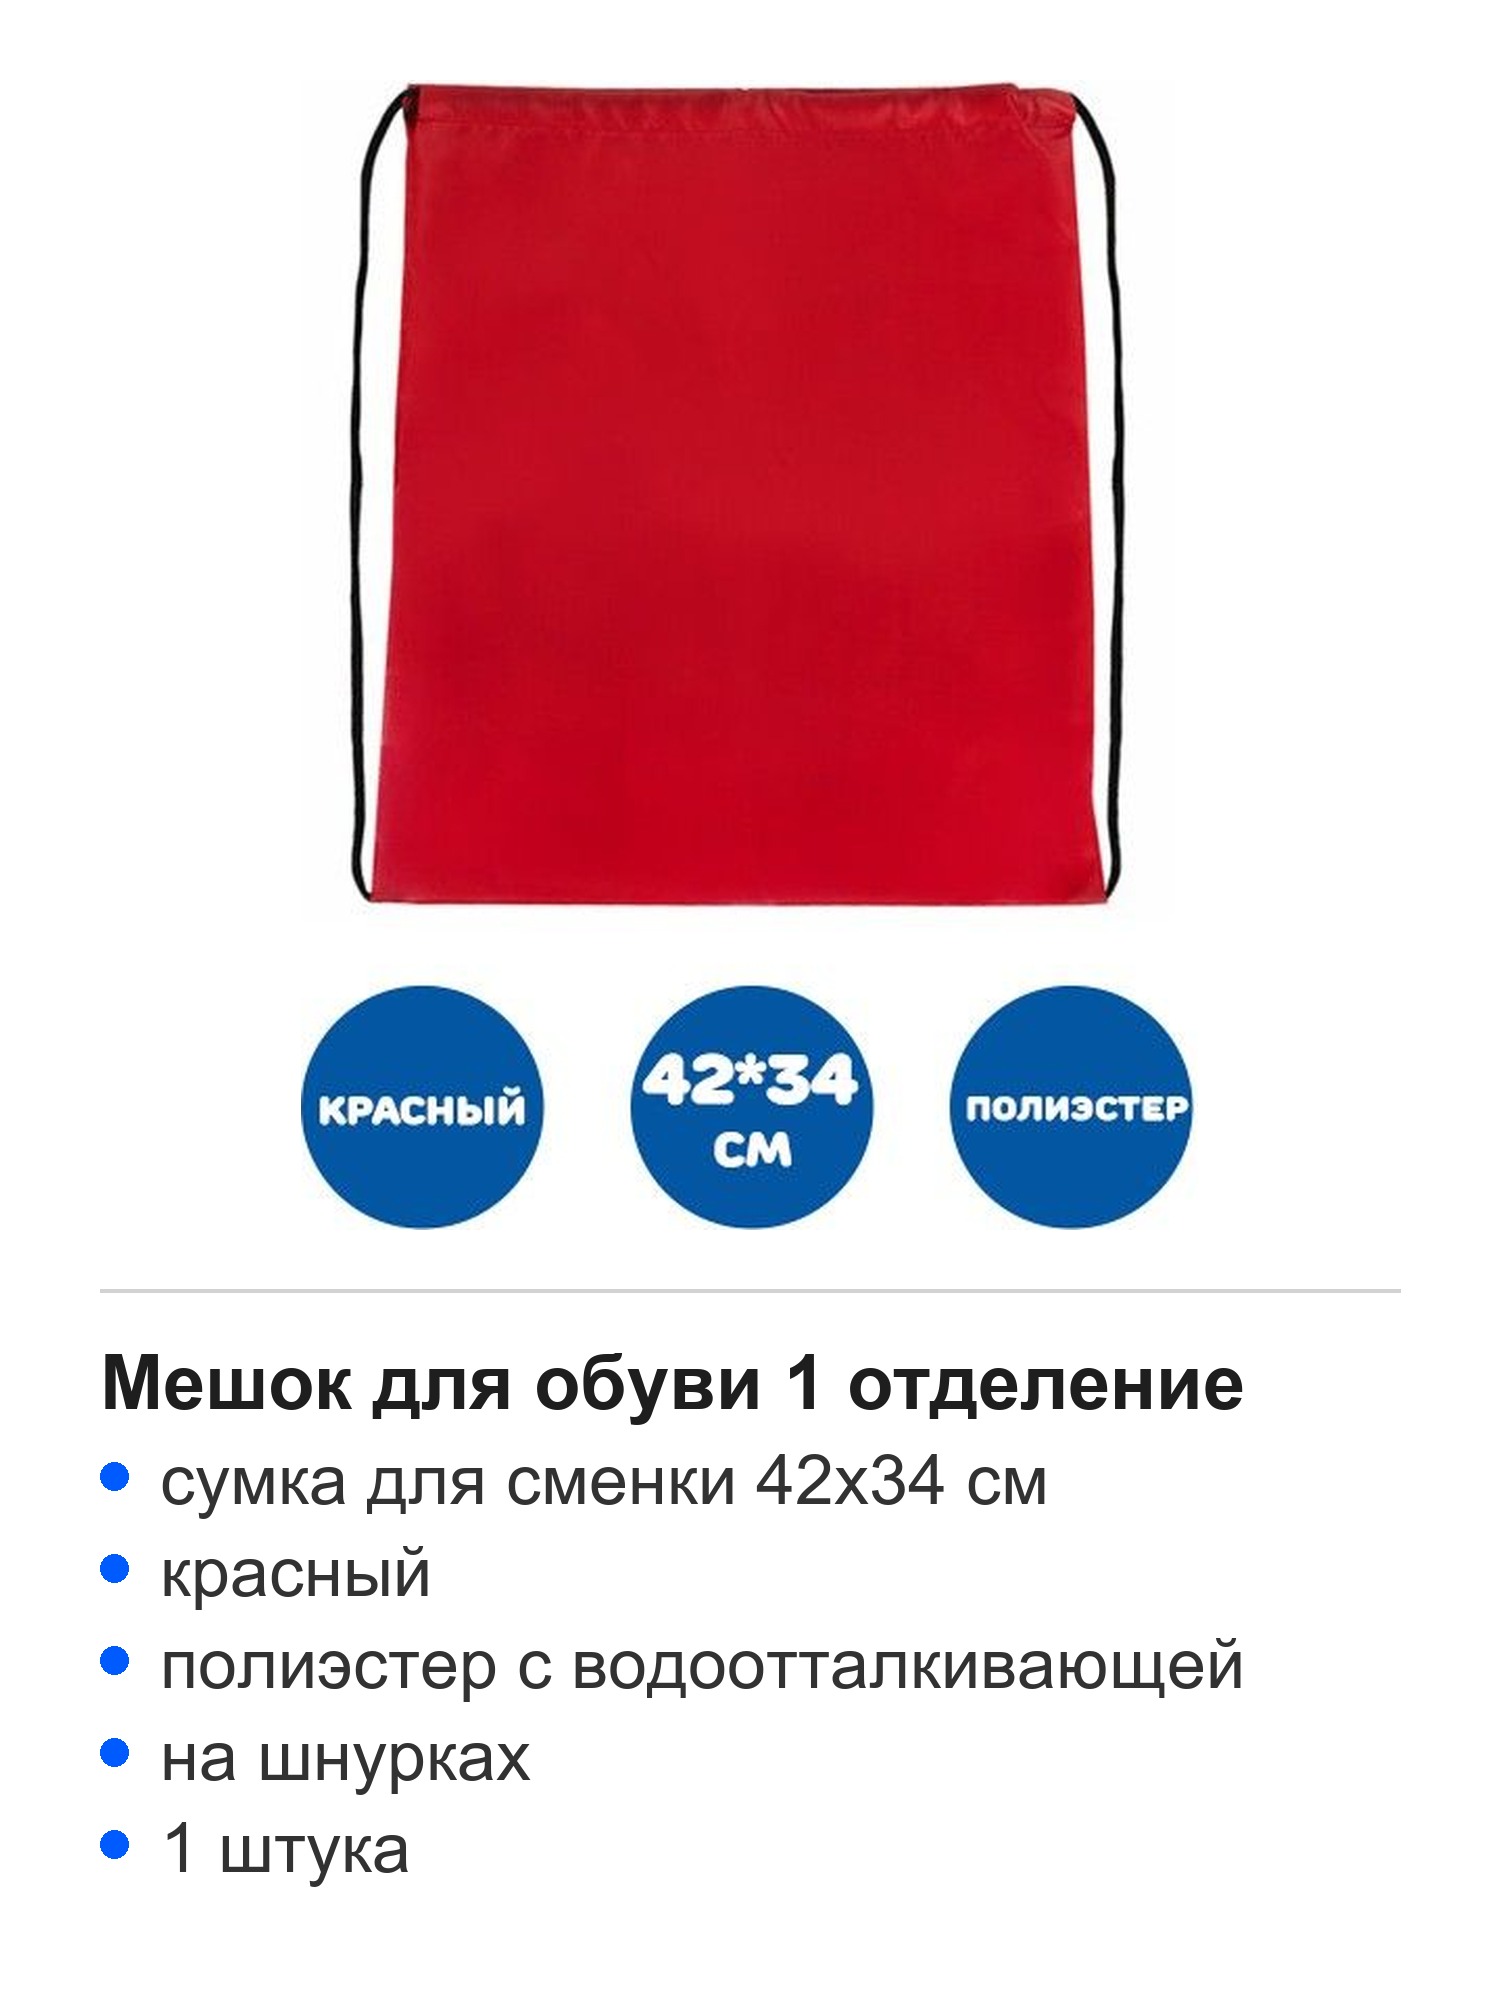 КРАСНЫЙ
42*34
СМ
ПОЛИЭСТЕР
Мешок для обуви 1 отделение
сумка для сменки 42х34 см
красный
полиэстер с водоотталкивающей
на шнурках
1 штука